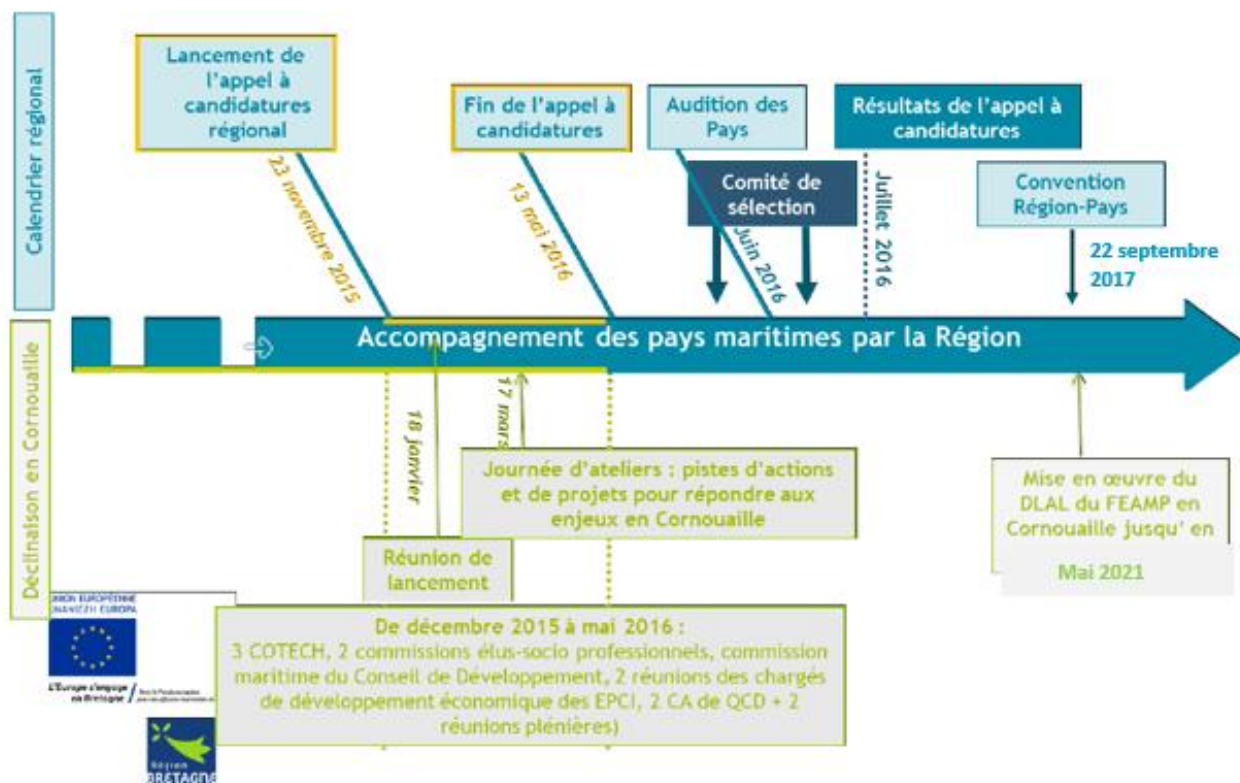 Calendrier régional
Lancement de
l'appel à
candidatures
régional
23 novembre 2015
Fin de l'appel à
candidatures
13 mai 2016
Audition des
Pays
Juin 2016
Comité de
sélection
Résultats de l'appel à
candidatures
Juillet 2016
Convention
Région-Pays
22 septembre
2017
Accompagnement des pays maritimes par la Région
Déclinaison en Cornouaille
18 janvier
17 mars
Journée d'ateliers : pistes d'actions
et de projets pour répondre aux
enjeux en Cornouaille
Réunion de
lancement
Mise en œuvre du
DLAL du FEAMP en
Cornouaille jusqu' en
Mai 2021
De décembre 2015 à mai 2016 :
3 COTECH, 2 commissions élus-socio professionnels, commission
maritime du Conseil de Développement, 2 réunions des chargés
de développement économique des EPCI, 2 CA de QCD + 2
réunions plénières)
UNION EUROPÉENNE
UNANIEZH EUROPA
L'Europe s'engage
en Bretagne /
Région
BRETAGNE